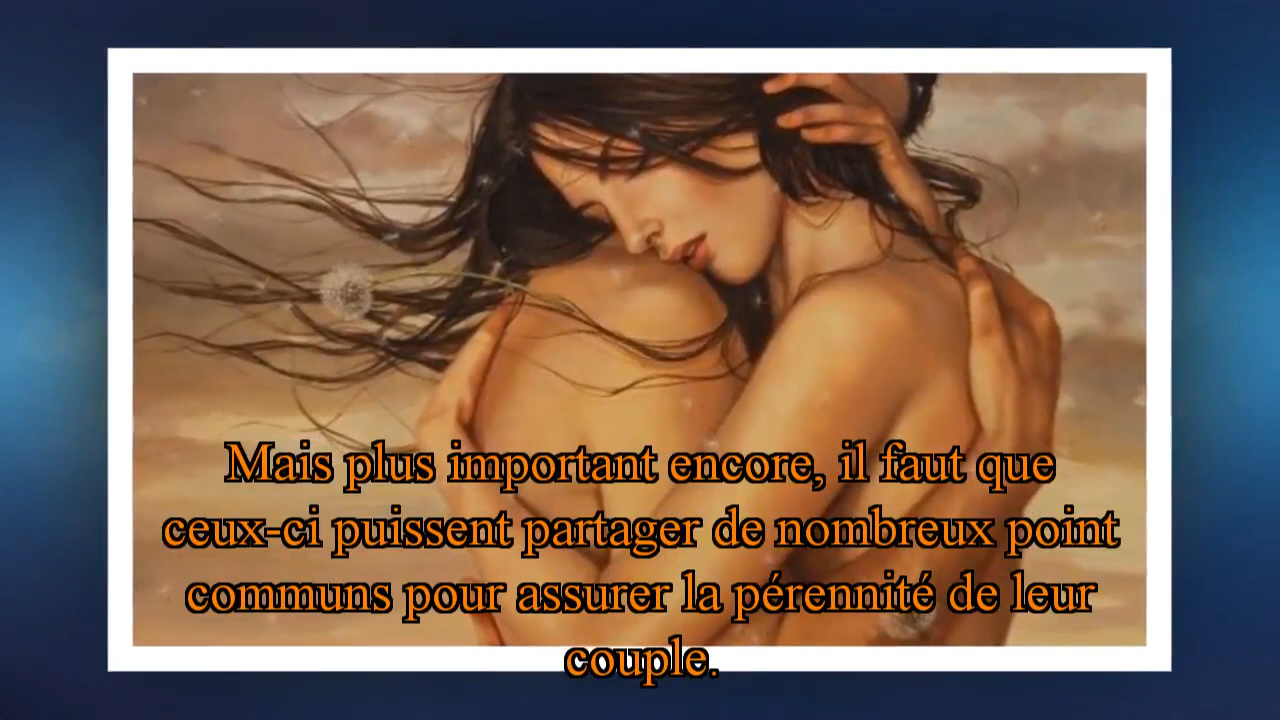 Mais plus important encore, il faut que
ceux-ci puissent partager de nombreux point
communs pour assurer la pérennité de leur
couple.